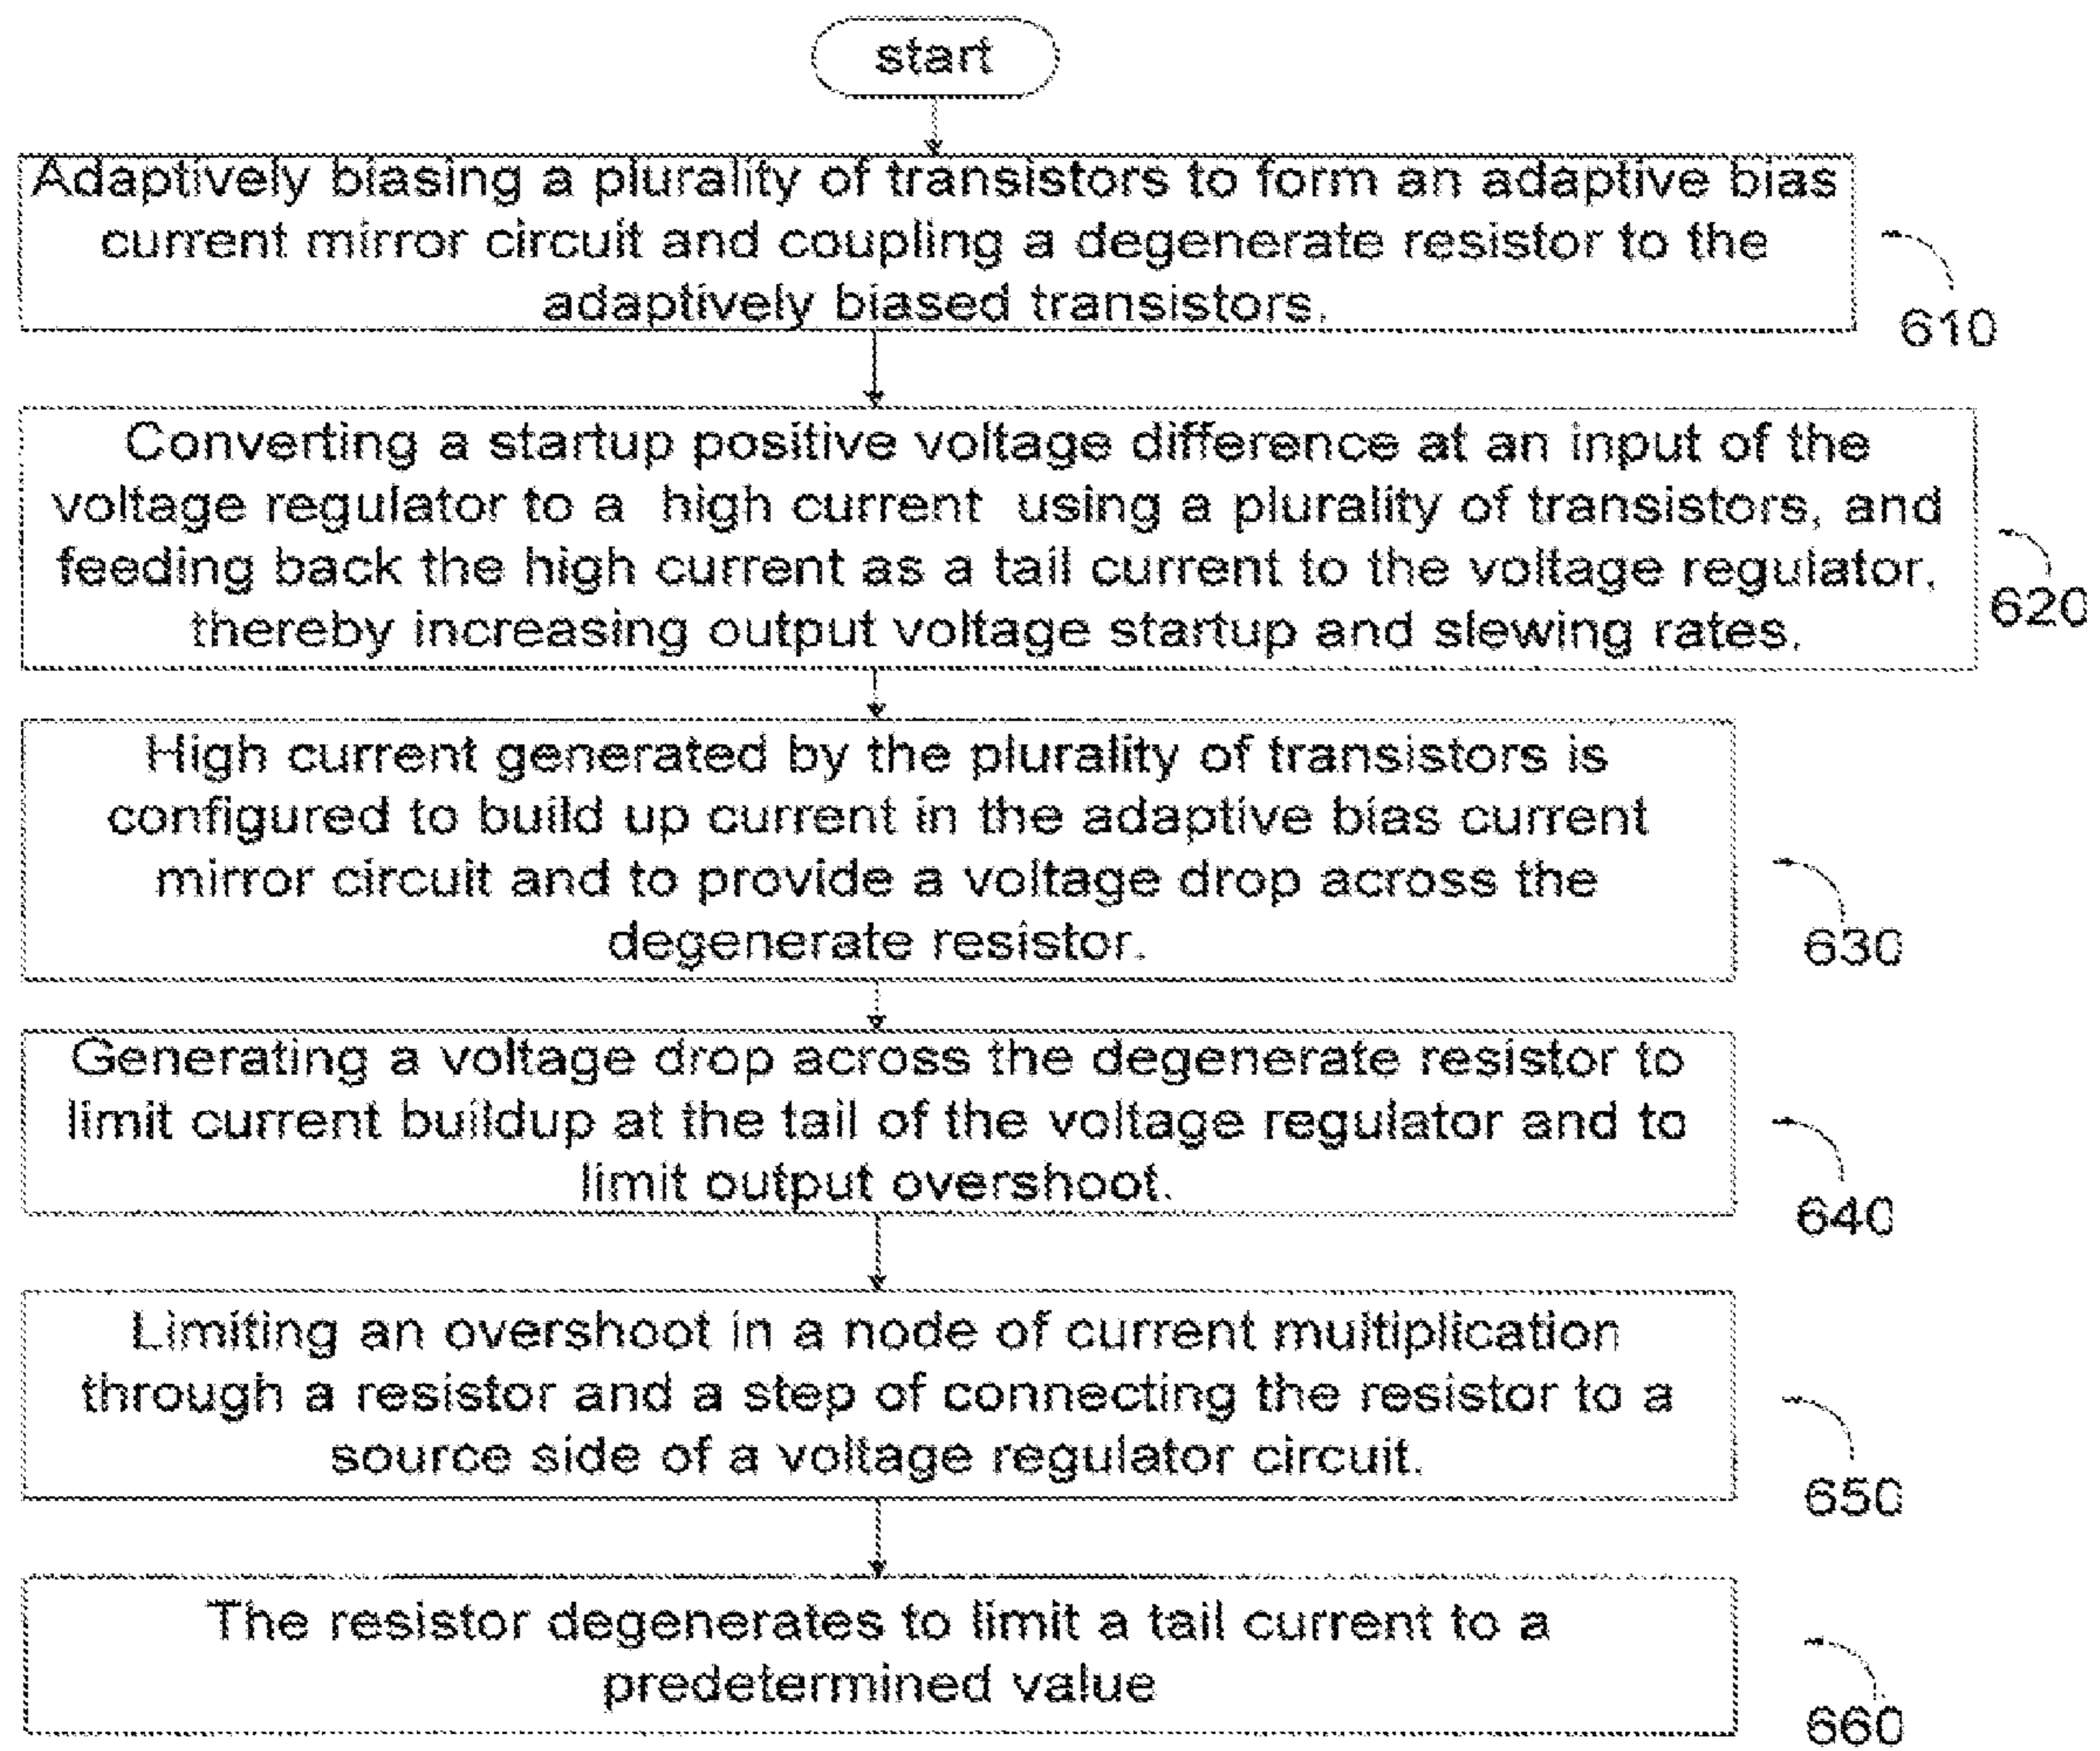 start
Adaptively biasing a plurality of transistors to form an adaptive bias
current mirror circuit and coupling a degenerate resistor to the
adaptively biased transistors.
610
Converting a startup positive voltage difference at an input of the
voltage regulator to a high current using a plurality of transistors, and
feeding back the high current as a tail current to the voltage regulator,
thereby increasing output voltage startup and slewing rates.
620
High current generated by the plurality of transistors is
configured to build up current in the adaptive bias current
mirror circuit and to provide a voltage drop across the
degenerate resistor.
630
Generating a voltage drop across the degenerate resistor to
limit current buildup at the tail of the voltage regulator and to
limit output overshoot.
640
Limiting an overshoot in a node of current multiplication
through a resistor and a step of connecting the resistor to a
source side of a voltage regulator circuit.
650
The resistor degenerates to limit a tail current to a
predetermined value
660